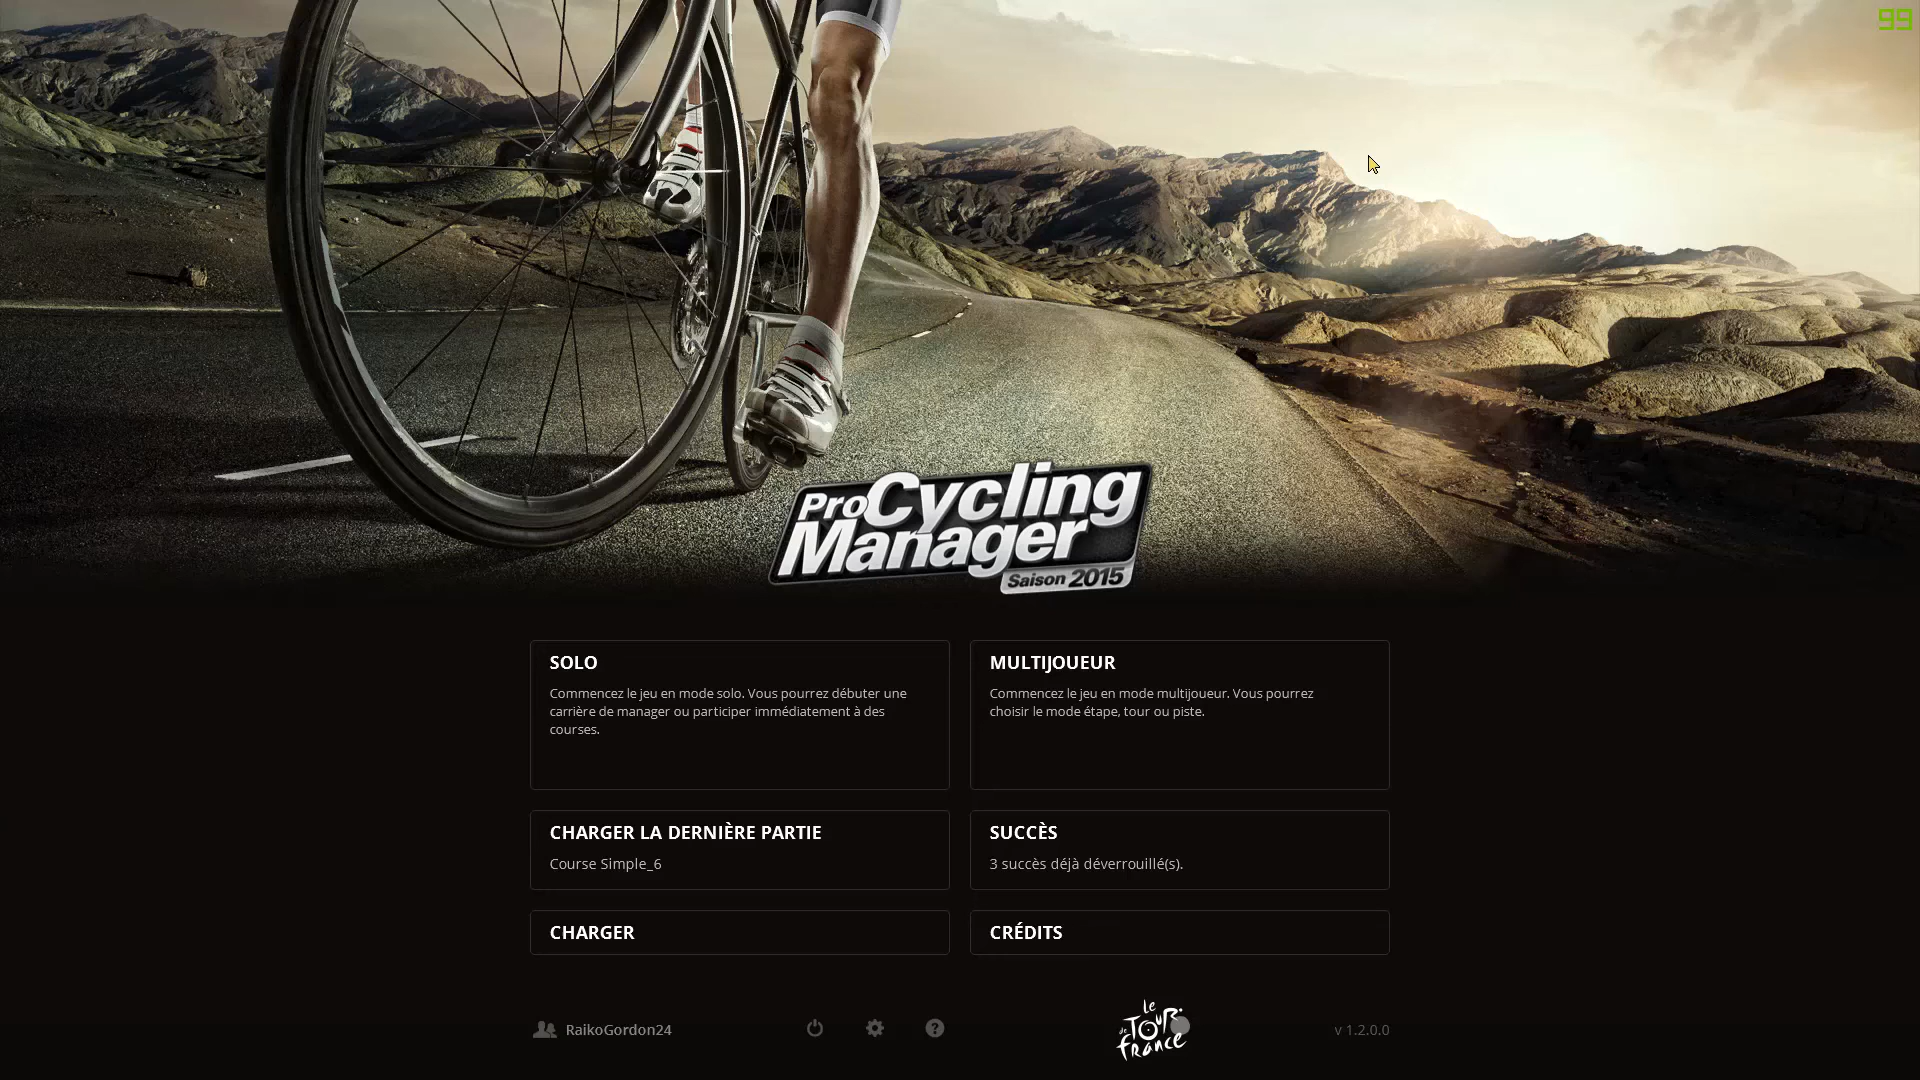 99
Pro Cycling
Manager
Saison 2015
SOLO
Commencez le jeu en mode solo. Vous pourrez débuter une
carrière de manager ou participer immédiatement à des
courses.
MULTIJOUEUR
Commencez le jeu en mode multijoueur. Vous pourrez
choisir le mode étape, tour ou piste.
CHARGER LA DERNIÈRE PARTIE
Course Simple_6
SUCCÈS
3 succès déjà déverrouillé(s).
CHARGER
CRÉDITS
RaikoGordon24
?
le
TOUR
de
france
v 1.2.0.0